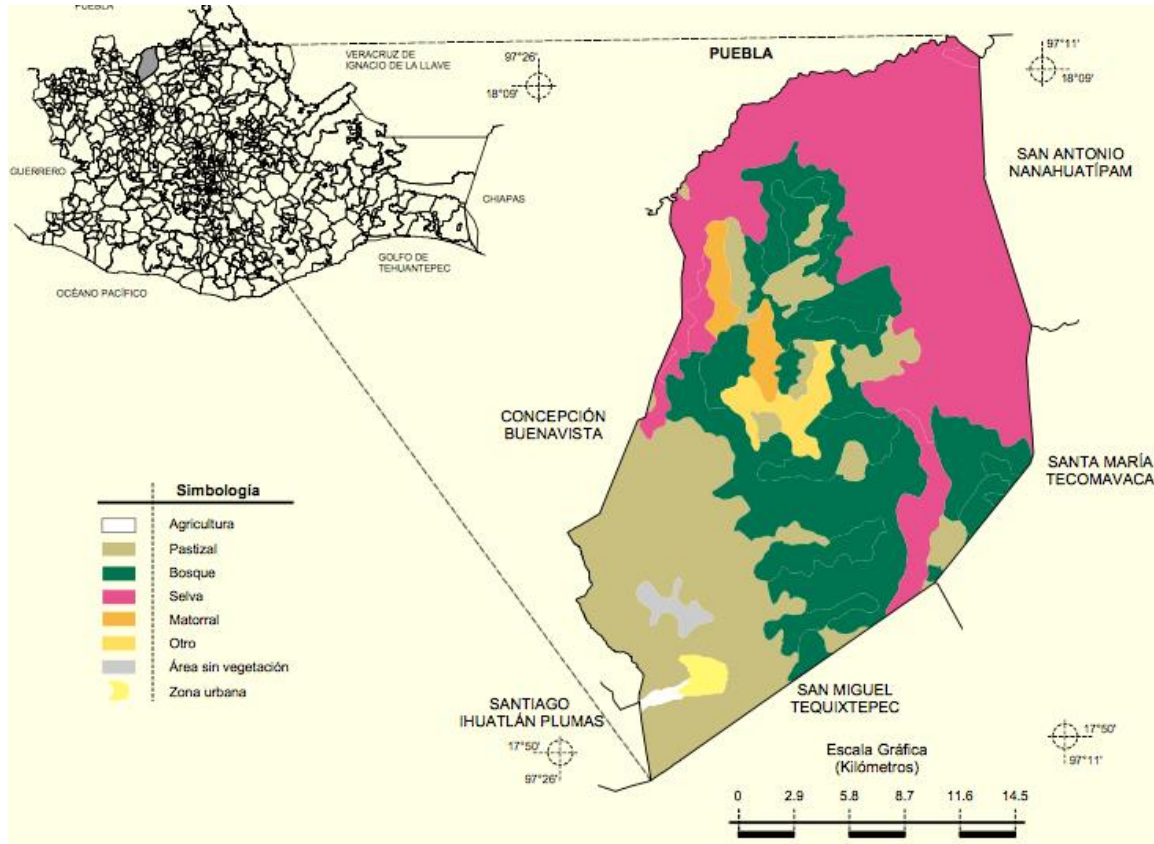 PUEBLA
VERACRUZ DE
IGNACIO DE LA LLAVE
GUERRERO
CHIAPAS
GOLFO DE
TEHUANTEPEC
OCÉANO PACÍFICO
97°26'
18°09'
PUEBLA
97°11'
18°09'
SAN ANTONIO
NANAHUATÍPAM
CONCEPCIÓN
BUENAVISTA
SANTA MARÍA
TECOMAVACA
Simbología
Agricultura
Pastizal
Bosque
Selva
Matorral
Otro
Área sin vegetación
Zona urbana
SANTIAGO
IHUATLÁN PLUMAS
SAN MIGUEL
TEQUIXTEPEC
17°50'
97°26'
17°50'
97°11'
Escala Gráfica
(Kilómetros)
0 2.9 5.8 8.7 11.6 14.5